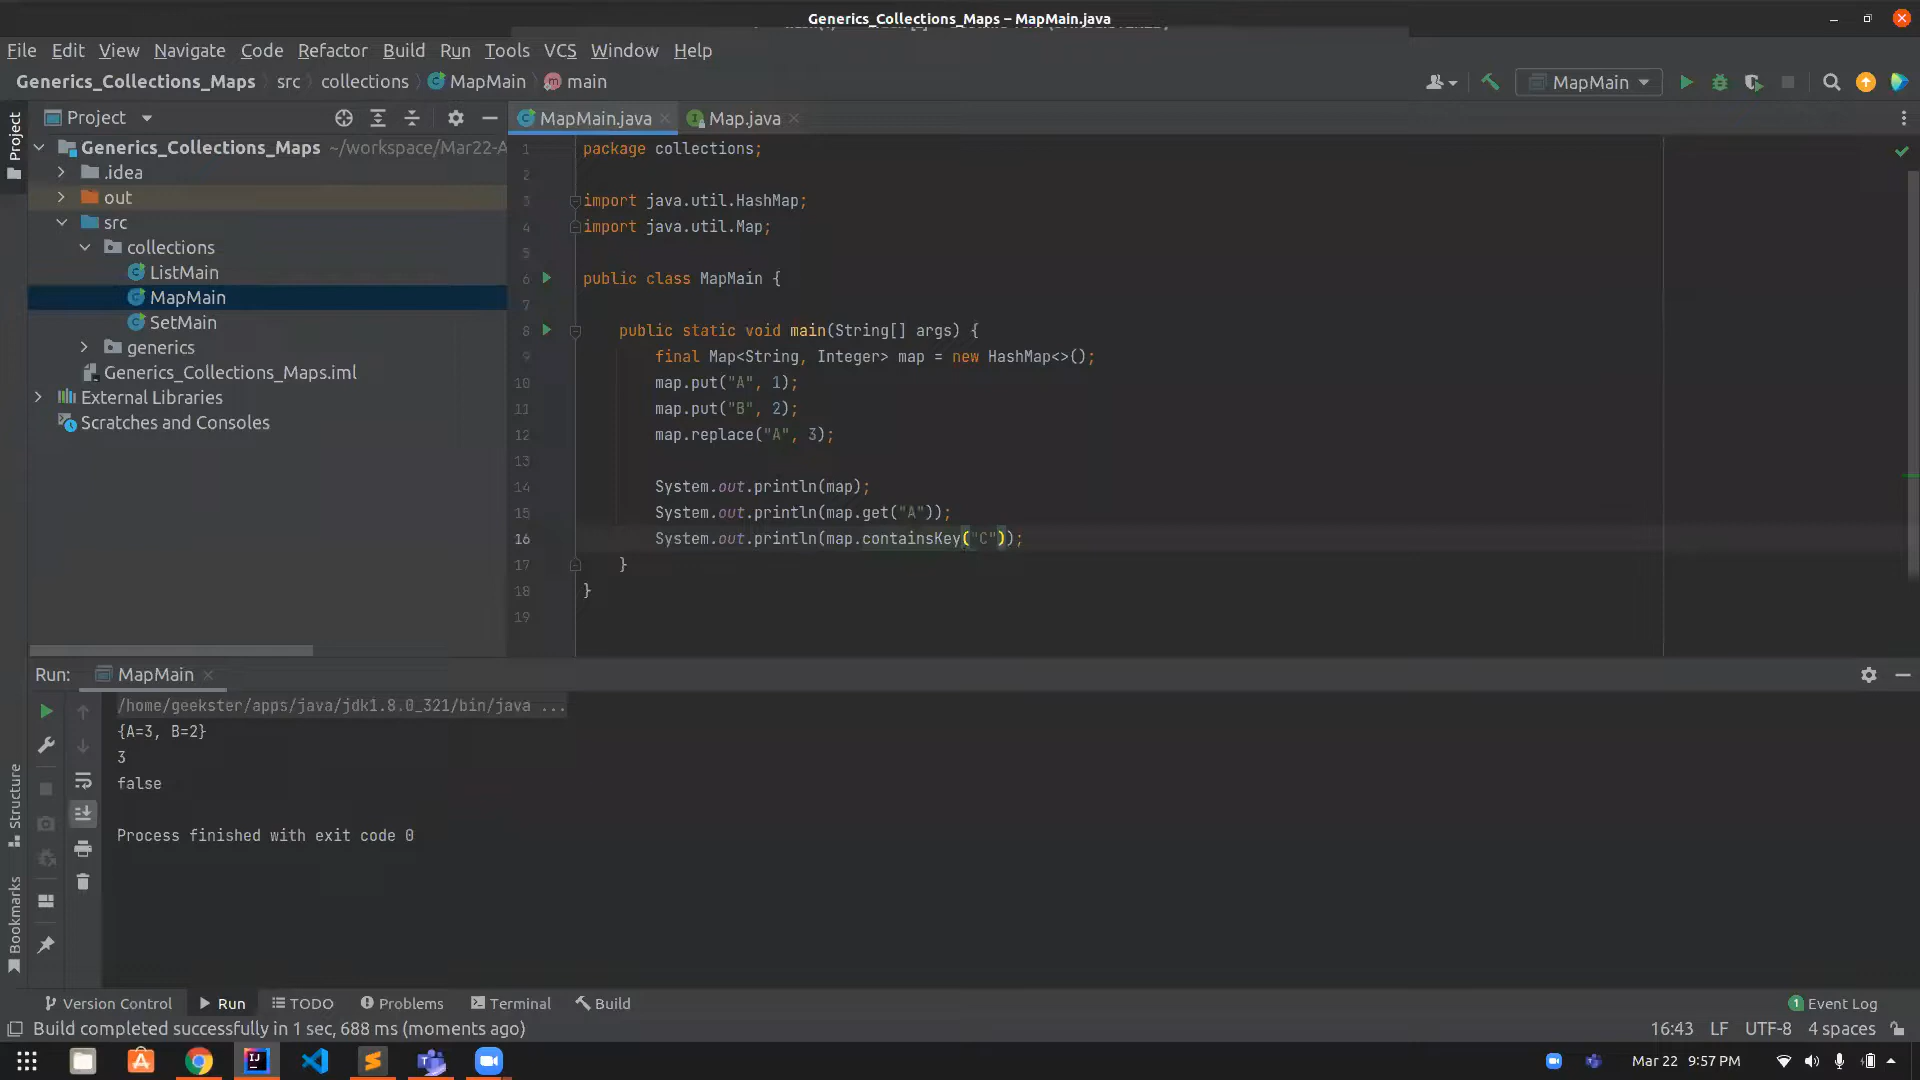 Generics_Collections_Maps – MapMain.java
File Edit View Navigate Code Refactor Build Run Tools VCS Window Help
Generics_Collections_Maps src collections MapMain main
MapMain
Project
Project
MapMain.java
Map.java
Generics_Collections_Maps ~/workspace/Mar22-A
.idea
out
src
collections
ListMain
MapMain
SetMain
generics
Generics_Collections_Maps.iml
External Libraries
Scratches and Consoles
1 package collections;
2
3 import java.util.HashMap;
4 import java.util.Map;
5
6 public class MapMain {
7
8 public static void main(String[] args) {
9 final Map<String, Integer> map = new HashMap<>();
10 map.put("A", 1);
11 map.put("B", 2);
12 map.replace("A", 3);
13
14 System.out.println(map);
15 System.out.println(map.get("A"));
16 System.out.println(map.containsKey("C"));
17 }
18 }
19
Run: MapMain
/home/geekster/apps/java/jdk1.8.0_321/bin/java ...
{A=3, B=2}
3
false
Process finished with exit code 0
Structure
Bookmarks
Version Control Run TODO Problems Terminal Build
1 Event Log
Build completed successfully in 1 sec, 688 ms (moments ago)
16:43 LF UTF-8 4 spaces
Mar 22 9:57 PM